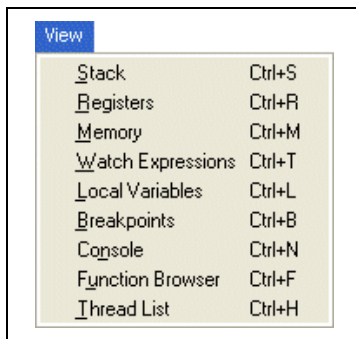 View
Stack Ctrl+S
Registers Ctrl+R
Memory Ctrl+M
Watch Expressions Ctrl+T
Local Variables Ctrl+L
Breakpoints Ctrl+B
Console Ctrl+N
Function Browser Ctrl+F
Thread List Ctrl+H